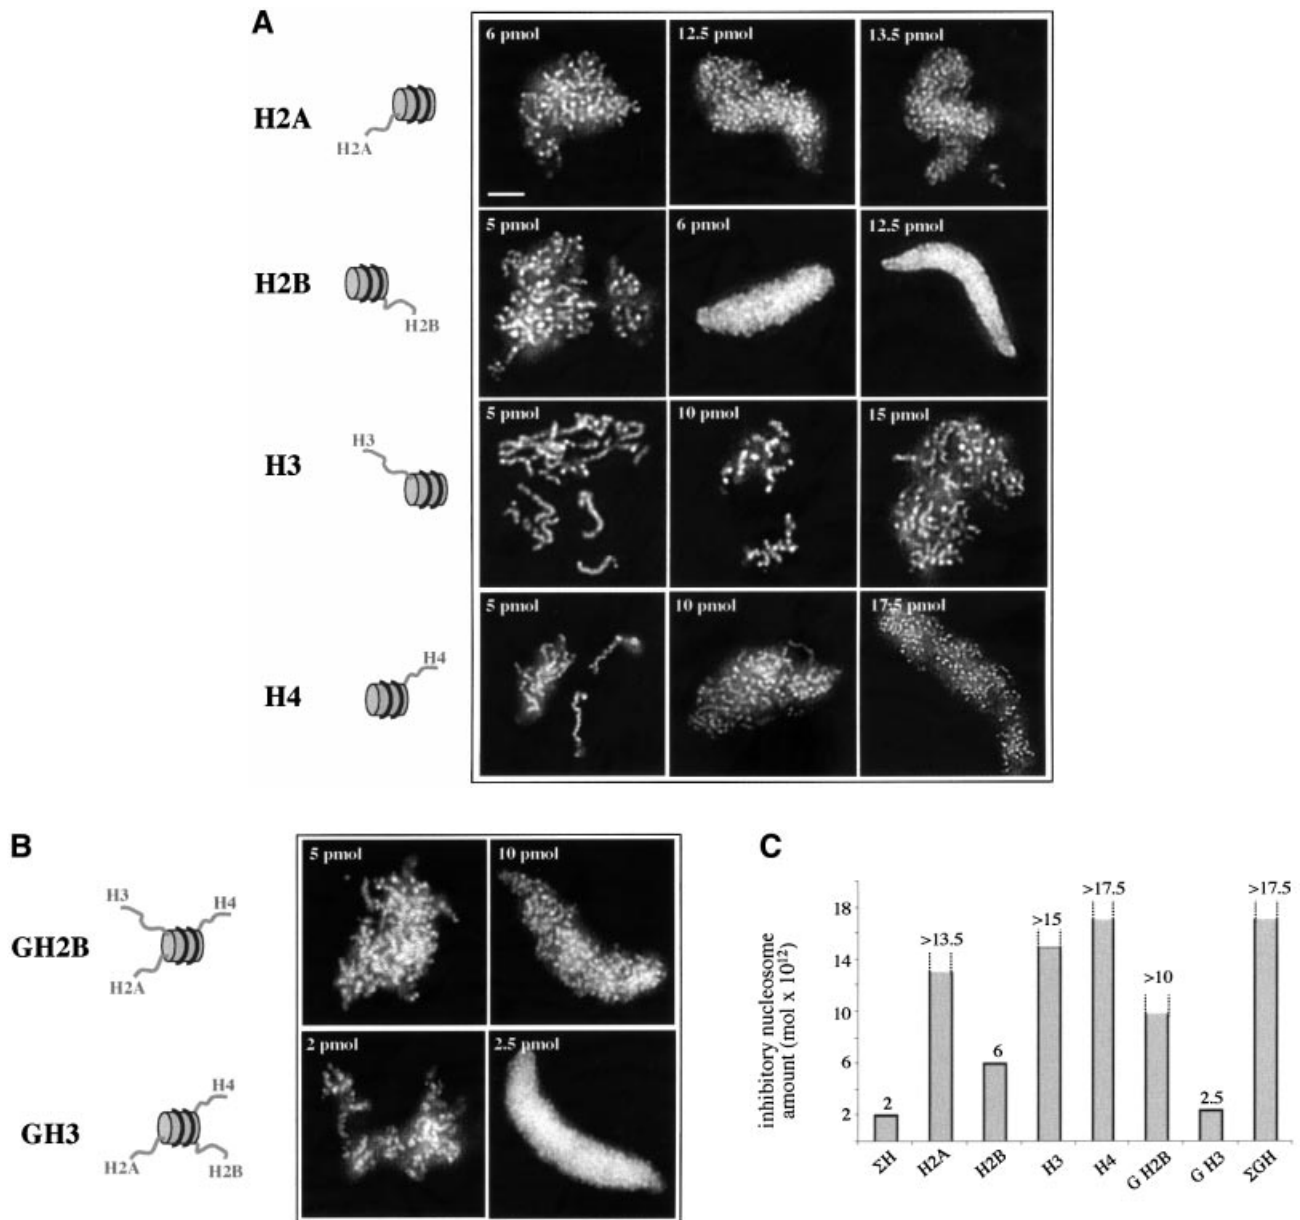 A
H2A
H2A
6 pmol
12.5 pmol
13.5 pmol
H2B
H2B
5 pmol
6 pmol
12.5 pmol
H3
H3
5 pmol
10 pmol
15 pmol
H4
H4
5 pmol
10 pmol
17.5 pmol
B
GH2B
H3
H4
H2A
5 pmol
10 pmol
GH3
H4
H2A
H2B
2 pmol
2.5 pmol
C
inhibitory nucleosome
amount (mol x 10¹²)
18
14
10
6
2
2
>13.5
6
>15
>17.5
>10
2.5
>17.5
ΣH
H2A
H2B
H3
H4
G H2B
G H3
ΣGH